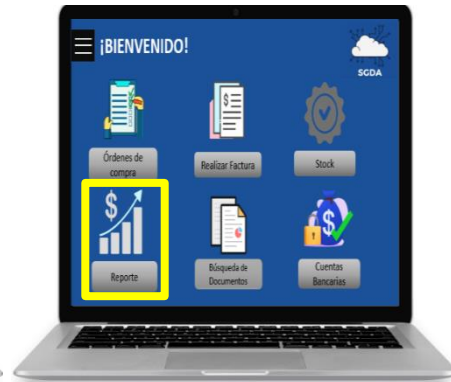 ¡BIENVENIDO!
SGDA
Órdenes de
compra
Realizar Factura
Stock
Reporte
Búsqueda de
Documentos
Cuentas
Bancarias